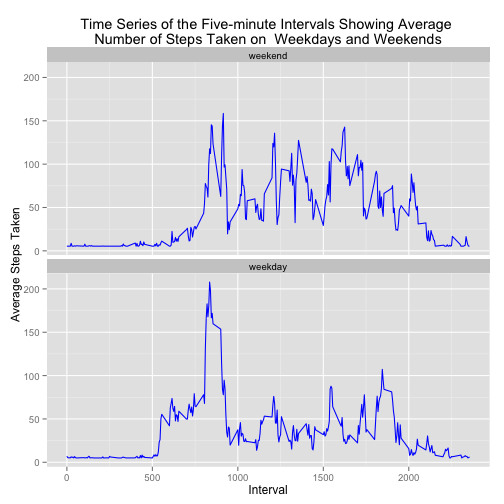 Time Series of the Five-minute Intervals Showing Average
Number of Steps Taken on  Weekdays and Weekends
weekend
200
150
100
50
0
Average Steps Taken
weekday
200
150
100
50
0
0
500
1000
1500
2000
Interval